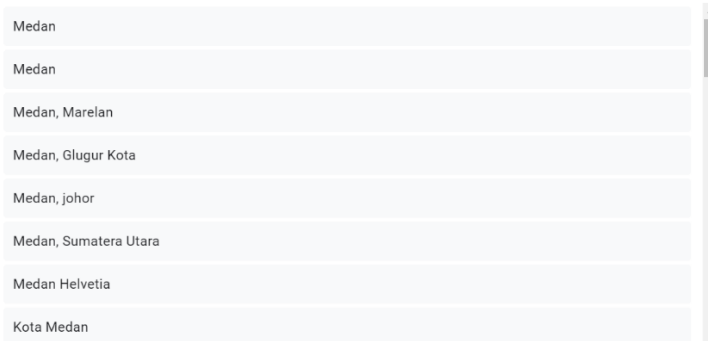 Medan
Medan
Medan, Marelan
Medan, Glugur Kota
Medan, johor
Medan, Sumatera Utara
Medan Helvetia
Kota Medan